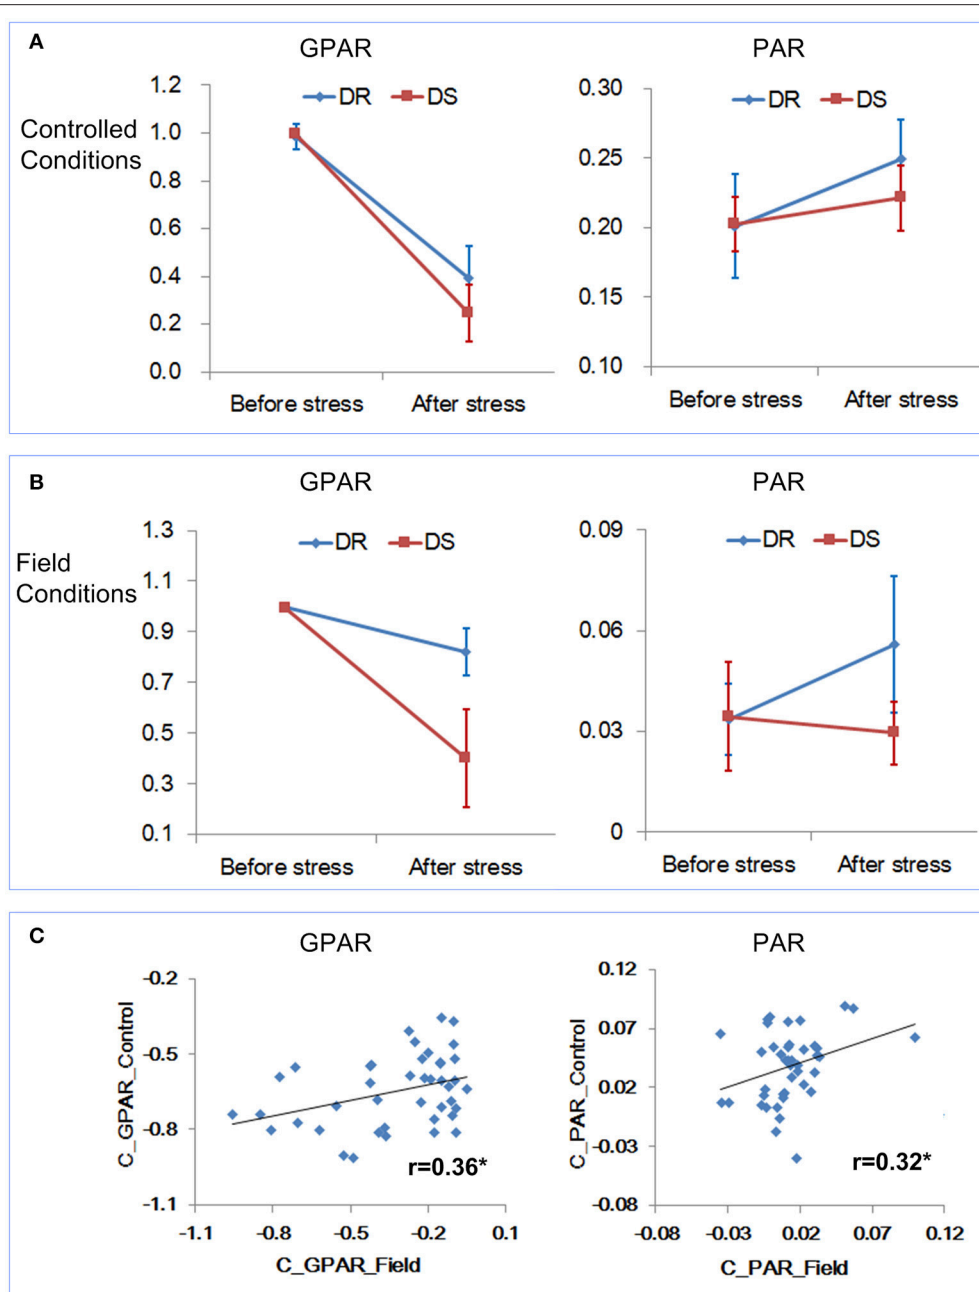 A
GPAR
PAR
Controlled
Conditions
DR DS
1.2
1.0
0.8
0.6
0.4
0.2
0.0
Before stress After stress
DR DS
0.30
0.25
0.20
0.15
0.10
Before stress After stress
B
GPAR
PAR
Field
Conditions
DR DS
1.3
1.1
0.9
0.7
0.5
0.3
0.1
Before stress After stress
DR DS
0.09
0.06
0.03
0
Before stress After stress
C
GPAR
PAR
C_GPAR_Control
-0.2
-0.5
-0.8
-1.1
r=0.36*
-1.1 -0.8 -0.5 -0.2 0.1
C_GPAR_Field
C_PAR_Control
0.12
0.07
0.02
-0.03
-0.08
r=0.32*
-0.08 -0.03 0.02 0.07 0.12
C_PAR_Field